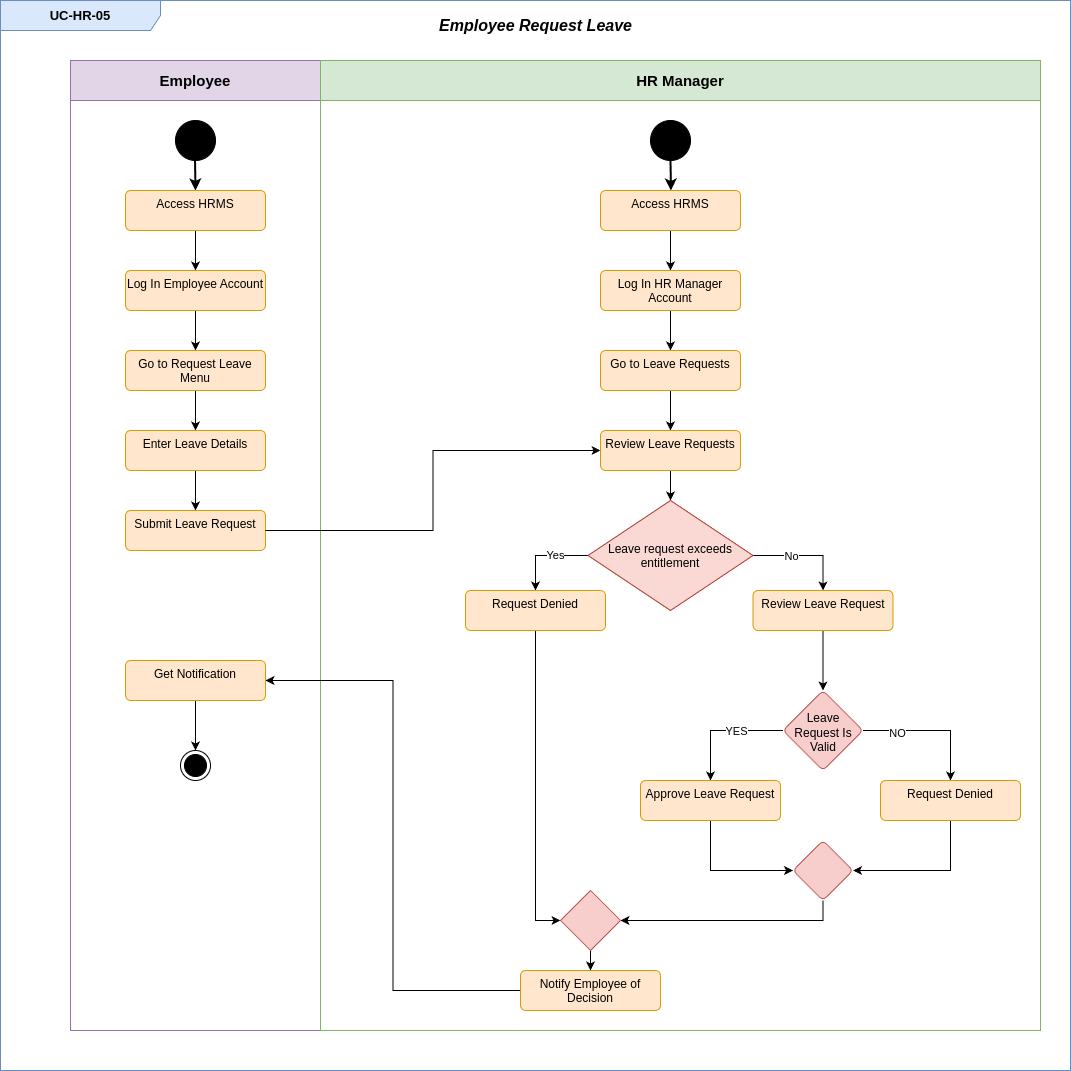 UC-HR-05
Employee Request Leave
Employee
HR Manager
Access HRMS
Log In Employee Account
Go to Request Leave
Menu
Enter Leave Details
Submit Leave Request
Get Notification
Access HRMS
Log In HR Manager
Account
Go to Leave Requests
Review Leave Requests
Leave request exceeds
entitlement
Yes
No
Request Denied
Review Leave Request
Leave
Request Is
Valid
YES
NO
Approve Leave Request
Request Denied
Notify Employee of
Decision